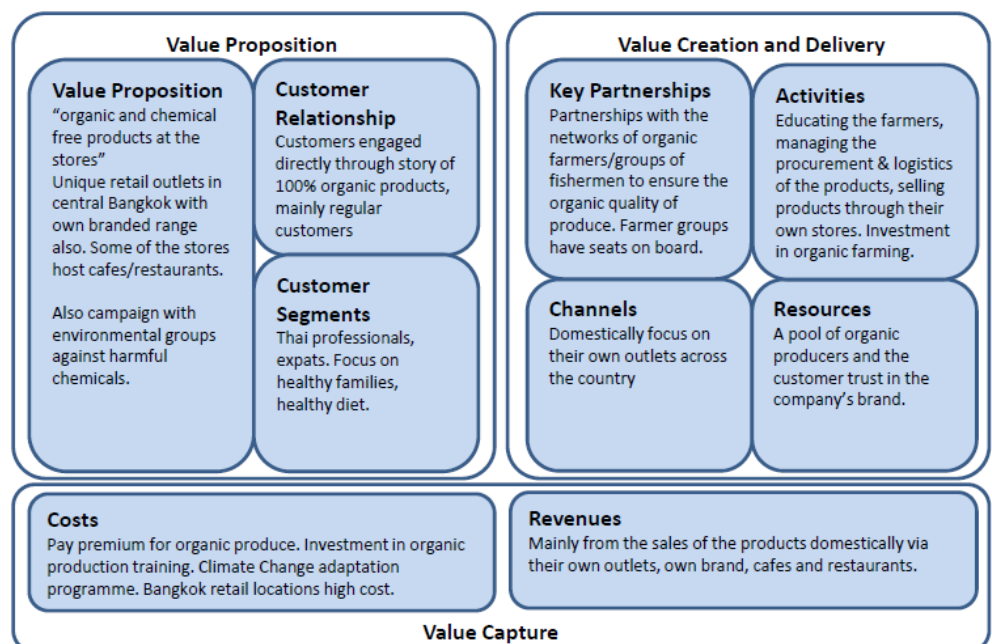 Value Proposition
Value Proposition
“organic and chemical
free products at the
stores”
Unique retail outlets in
central Bangkok with
own branded range
also. Some of the stores
host cafes/restaurants.
Also campaign with
environmental groups
against harmful
chemicals.
Customer
Relationship
Customers engaged
directly through story of
100% organic products,
mainly regular
customers
Customer
Segments
Thai professionals,
expats. Focus on
healthy families,
healthy diet.
Value Creation and Delivery
Key Partnerships
Partnerships with the
networks of organic
farmers/groups of
fishermen to ensure the
organic quality of
produce. Farmer groups
have seats on board.
Activities
Educating the farmers,
managing the
procurement & logistics
of the products, selling
products through their
own stores. Investment
in organic farming.
Channels
Domestically focus on
their own outlets across
the country
Resources
A pool of organic
producers and the
customer trust in the
company’s brand.
Costs
Pay premium for organic produce. Investment in organic
production training. Climate Change adaptation
programme. Bangkok retail locations high cost.
Revenues
Mainly from the sales of the products domestically via
their own outlets, own brand, cafes and restaurants.
Value Capture